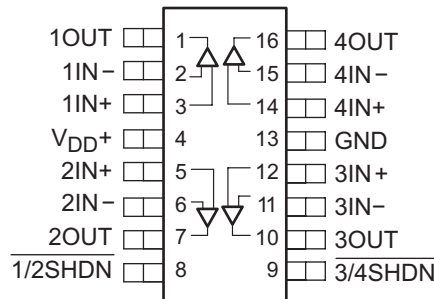 1OUT 1 16 4OUT
1IN− 2 15 4IN−
1IN+ 3 14 4IN+
VDD+ 4 13 GND
2IN+ 5 12 3IN+
2IN− 6 11 3IN−
2OUT 7 10 3OUT
1/2SHDN 8 9 3/4SHDN